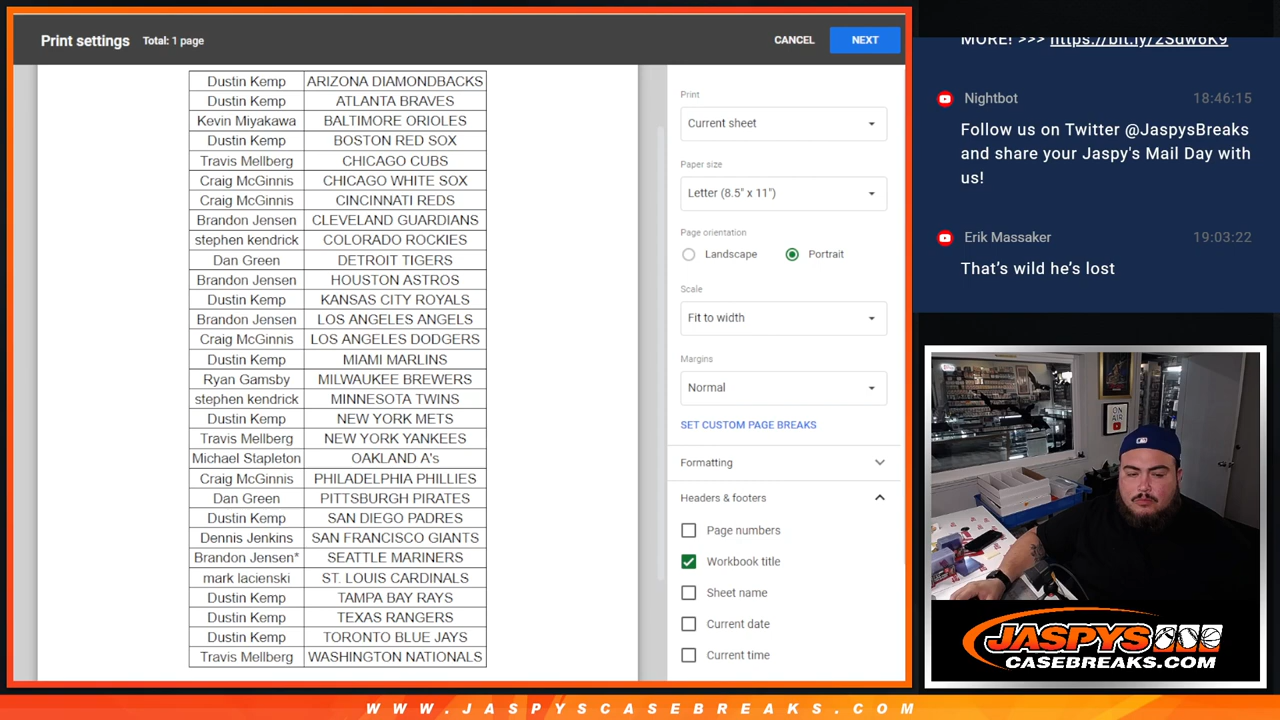 Print settings
Total: 1 page
CANCEL
NEXT
Dustin Kemp ARIZONA DIAMONDBACKS
Dustin Kemp ATLANTA BRAVES
Kevin Miyakawa BALTIMORE ORIOLES
Dustin Kemp BOSTON RED SOX
Travis Mellberg CHICAGO CUBS
Craig McGinnis CHICAGO WHITE SOX
Craig McGinnis CINCINNATI REDS
Brandon Jensen CLEVELAND GUARDIANS
stephen kendrick COLORADO ROCKIES
Dan Green DETROIT TIGERS
Brandon Jensen HOUSTON ASTROS
Dustin Kemp KANSAS CITY ROYALS
Brandon Jensen LOS ANGELES ANGELS
Craig McGinnis LOS ANGELES DODGERS
Dustin Kemp MIAMI MARLINS
Ryan Gamsby MILWAUKEE BREWERS
stephen kendrick MINNESOTA TWINS
Dustin Kemp NEW YORK METS
Travis Mellberg NEW YORK YANKEES
Michael Stapleton OAKLAND A's
Craig McGinnis PHILADELPHIA PHILLIES
Dan Green PITTSBURGH PIRATES
Dustin Kemp SAN DIEGO PADRES
Dennis Jenkins SAN FRANCISCO GIANTS
Brandon Jensen* SEATTLE MARINERS
mark lacienski ST. LOUIS CARDINALS
Dustin Kemp TAMPA BAY RAYS
Dustin Kemp TEXAS RANGERS
Dustin Kemp TORONTO BLUE JAYS
Travis Mellberg WASHINGTON NATIONALS
Print
Current sheet
Paper size
Letter (8.5" x 11")
Page orientation
Landscape
Portrait
Scale
Fit to width
Margins
Normal
SET CUSTOM PAGE BREAKS
Formatting
Headers & footers
Page numbers
Workbook title
Sheet name
Current date
Current time
MORE! >>> https://bit.ly/2Sdw6K9
Nightbot 18:46:15
Follow us on Twitter @JaspysBreaks
and share your Jaspy's Mail Day with
us!
Erik Massaker 19:03:22
That's wild he's lost
ON
AIR
JASPYS
CASEBREAKS.COM
WWW.JASPYSCASEBREAKS.COM